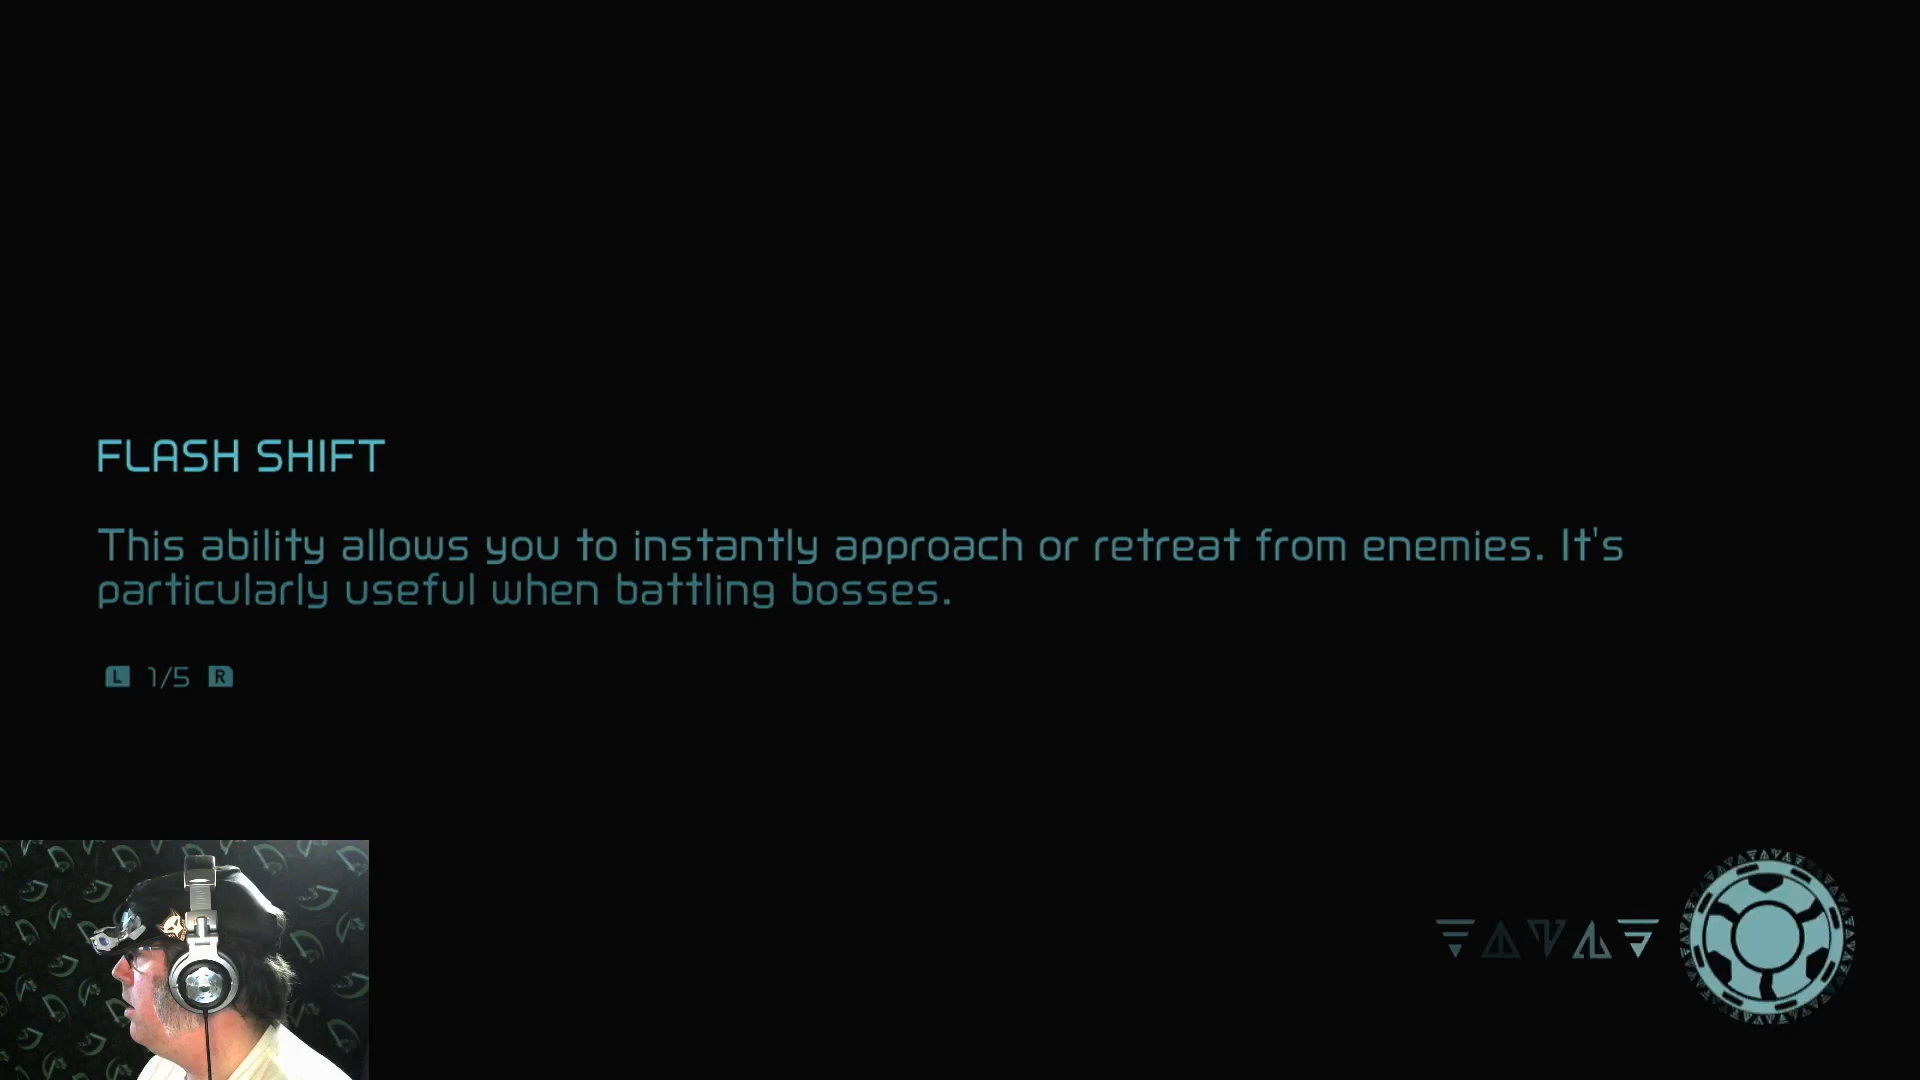 FLASH SHIFT
This ability allows you to instantly approach or retreat from enemies. It's
particularly useful when battling bosses.
L 1/5 R